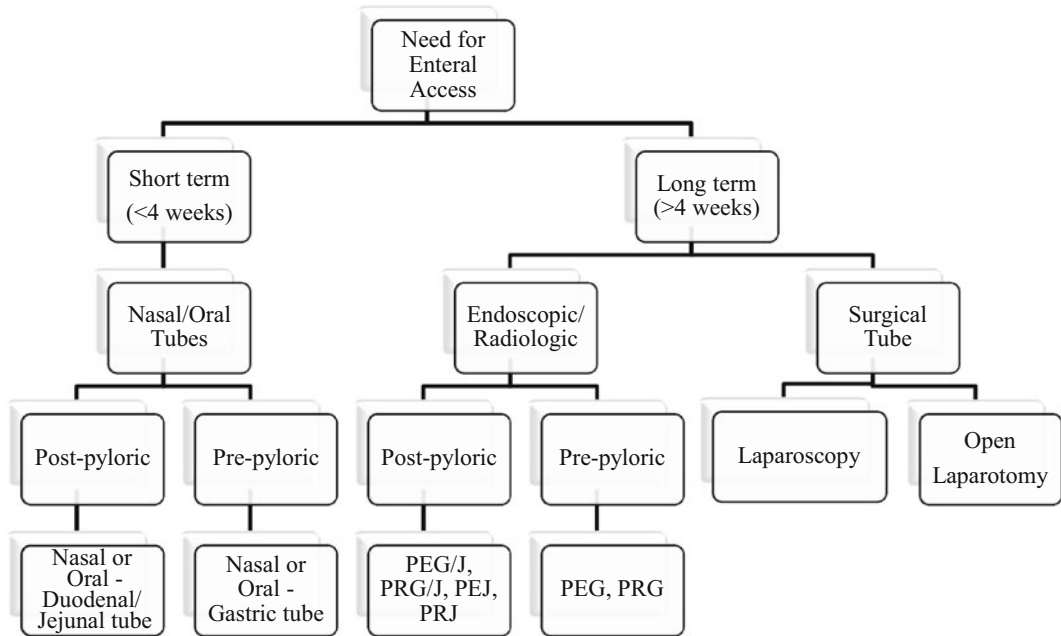 Need for
Enteral
Access
Short term
(<4 weeks)
Long term
(>4 weeks)
Nasal/Oral
Tubes
Endoscopic/
Radiologic
Surgical
Tube
Post-pyloric
Pre-pyloric
Post-pyloric
Pre-pyloric
Laparoscopy
Open
Laparotomy
Nasal or
Oral -
Duodenal/
Jejunal tube
Nasal or
Oral -
Gastric tube
PEG/J,
PRG/J, PEJ,
PRJ
PEG, PRG